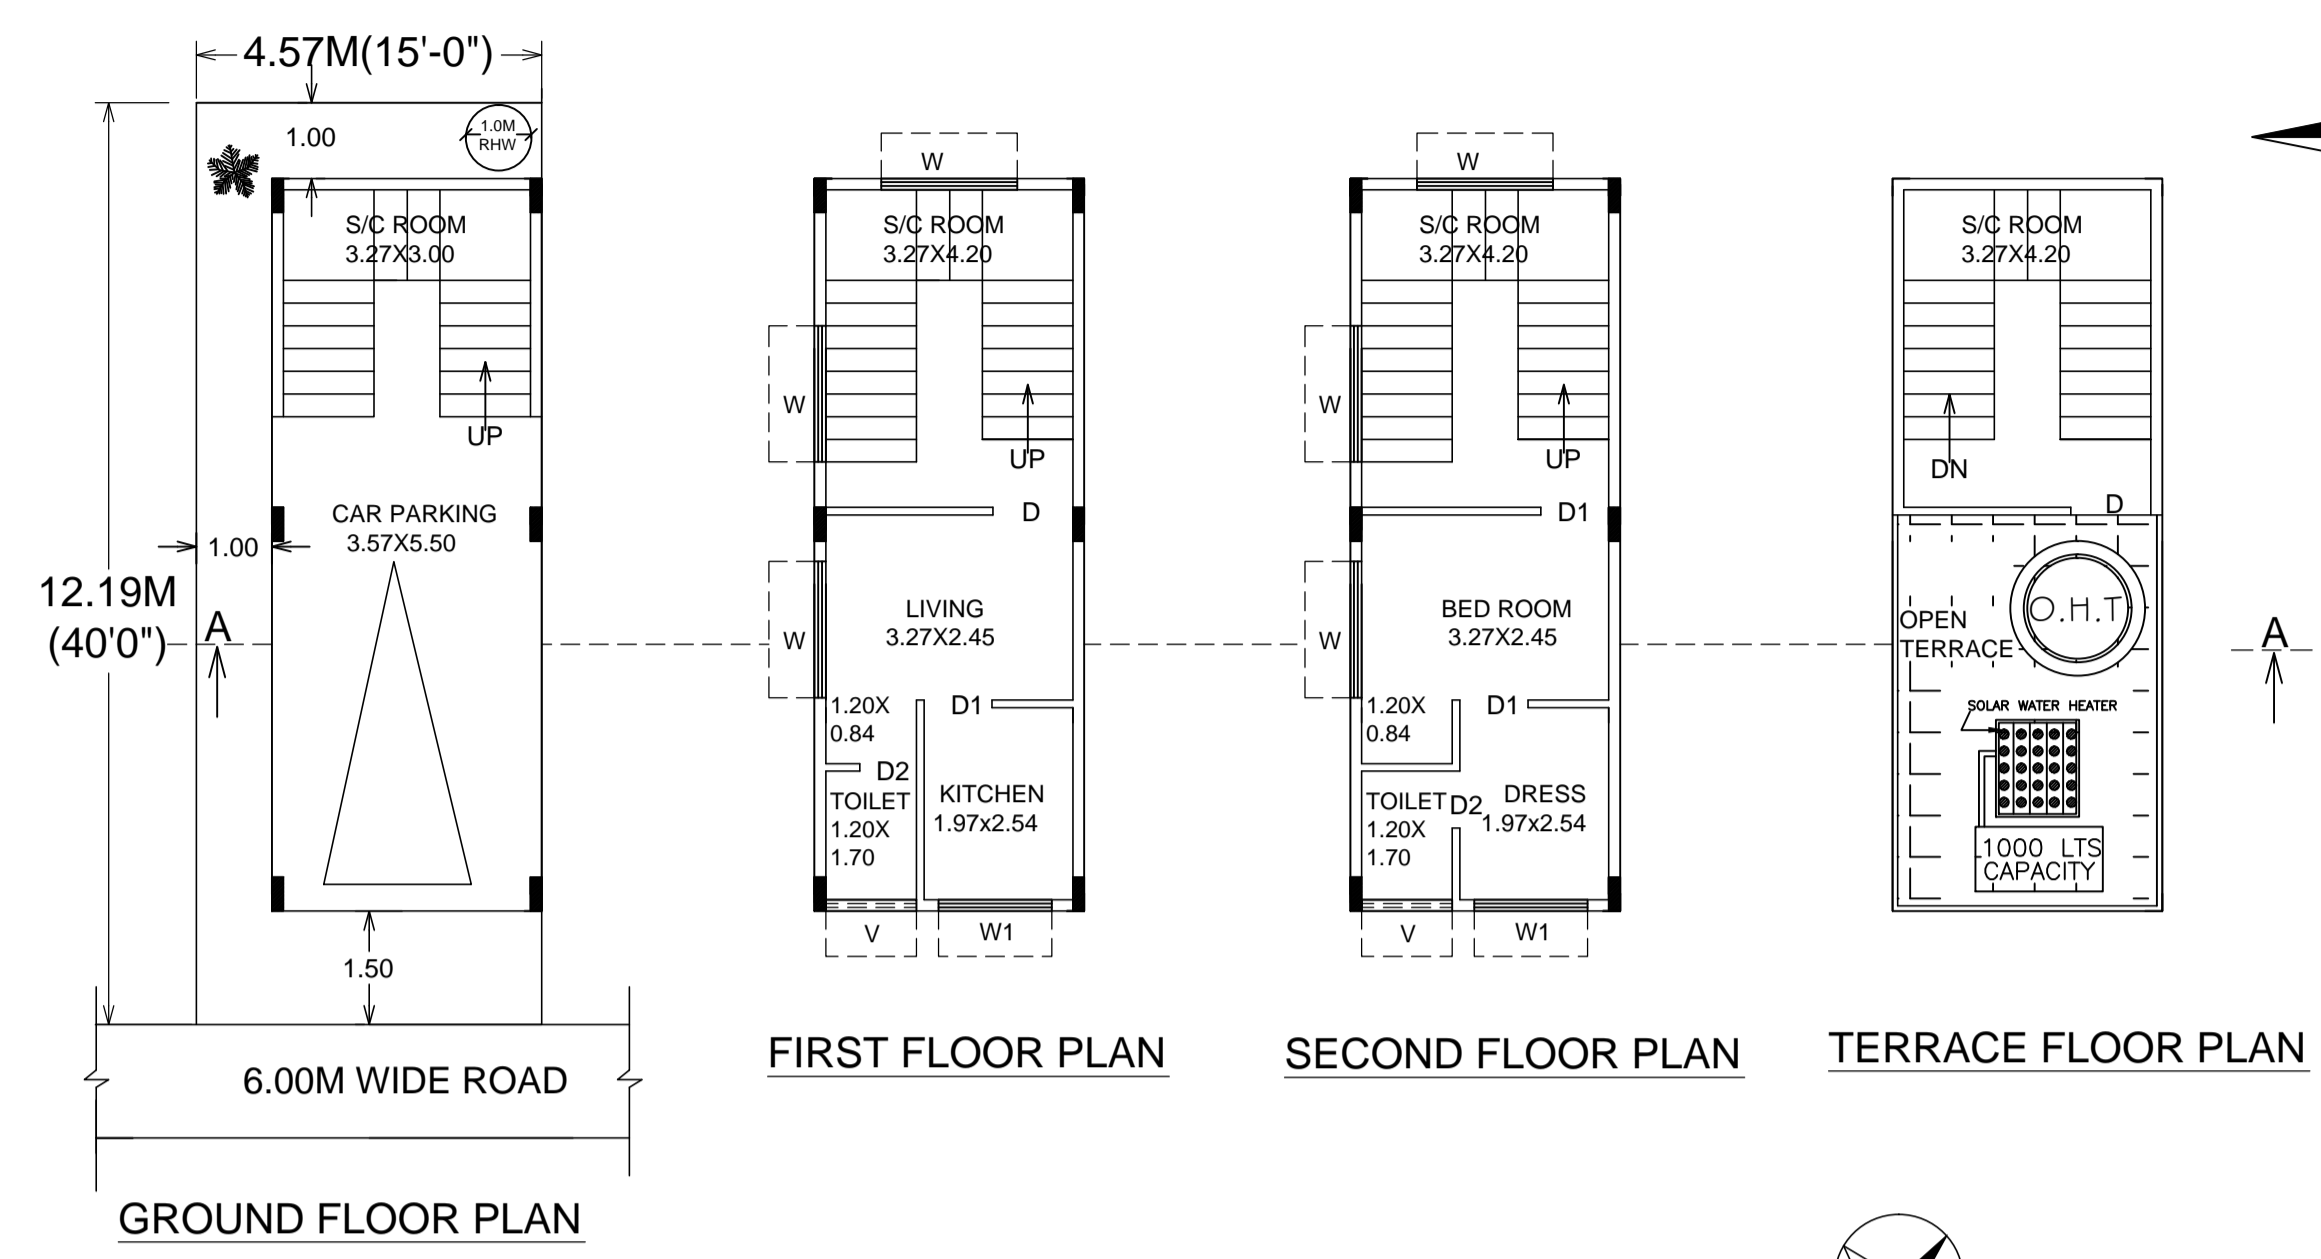 4.57M(15'-0")
1.00
1.0M
RHW
S/C ROOM
3.27X3.00
UP
CAR PARKING
3.57X5.50
1.00
12.19M
(40'0")
A
1.50
6.00M WIDE ROAD
GROUND FLOOR PLAN
W
S/C ROOM
3.27X4.20
W
UP
D
LIVING
3.27X2.45
W
1.20X
0.84
D1
D2
TOILET
1.20X
1.70
KITCHEN
1.97x2.54
V
W1
FIRST FLOOR PLAN
W
S/C ROOM
3.27X4.20
W
UP
D1
BED ROOM
3.27X2.45
W
1.20X
0.84
D1
TOILET
1.20X
1.70
D2
DRESS
1.97x2.54
V
W1
SECOND FLOOR PLAN
S/C ROOM
3.27X4.20
DN
D
O.H.T
OPEN
TERRACE
SOLAR WATER HEATER
1000 LTS
CAPACITY
A
TERRACE FLOOR PLAN